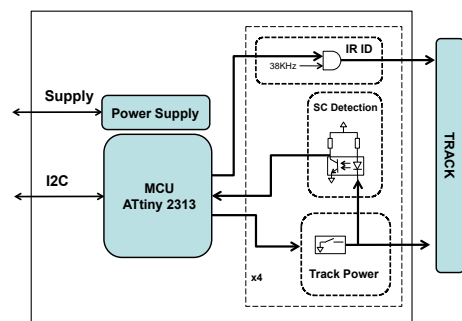 IR ID
38KHz
Supply
Power Supply
SC Detection
I2C
MCU
ATtiny 2313
TRACK
x4
Track Power